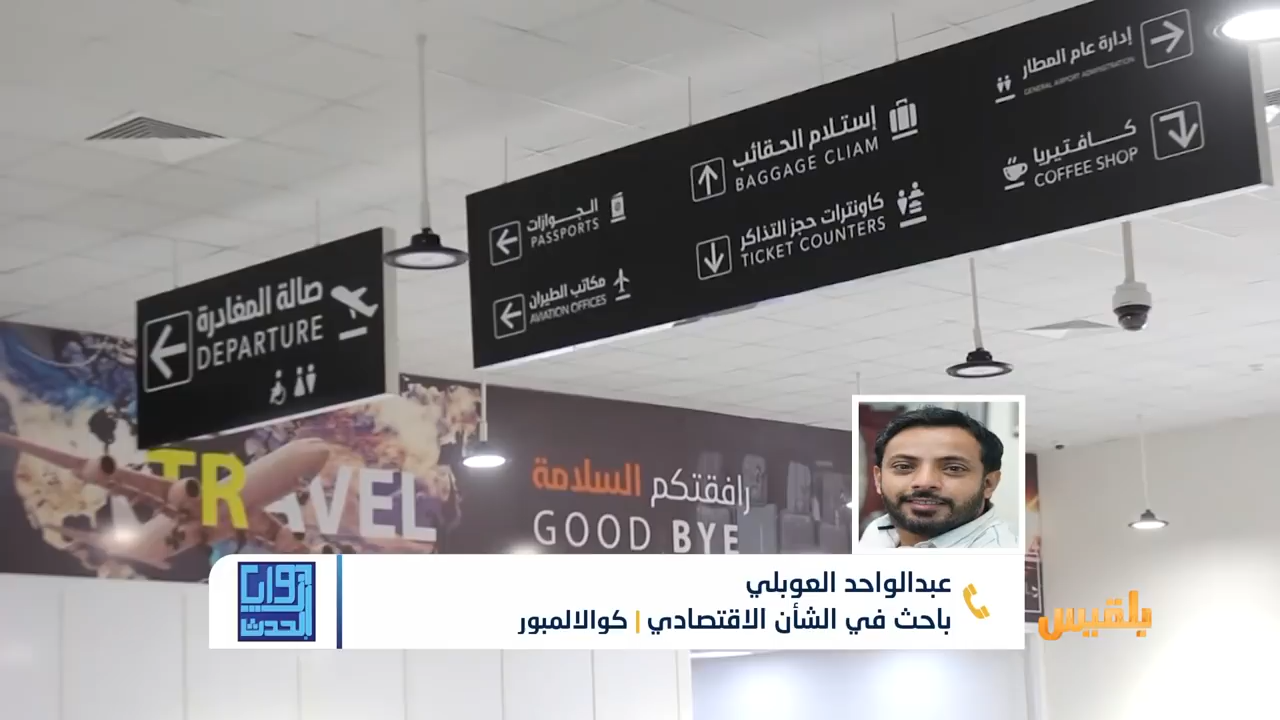 إدارة عام المطار
GENERAL AIRPORT ADMINISTRATION
إستلام الحقائب
BAGGAGE CLIAM
كافتيريا
COFFEE SHOP
الجوازات
PASSPORTS
كاونترات حجز التذاكر
TICKET COUNTERS
مكاتب الطيران
AVIATION OFFICES
صالة المغادرة
DEPARTURE
TRAVEL
رافقتكم السلامة
GOOD BYE
عبدالواحد العوبلي
باحث في الشأن الاقتصادي | كوالالمبور
بلقيس